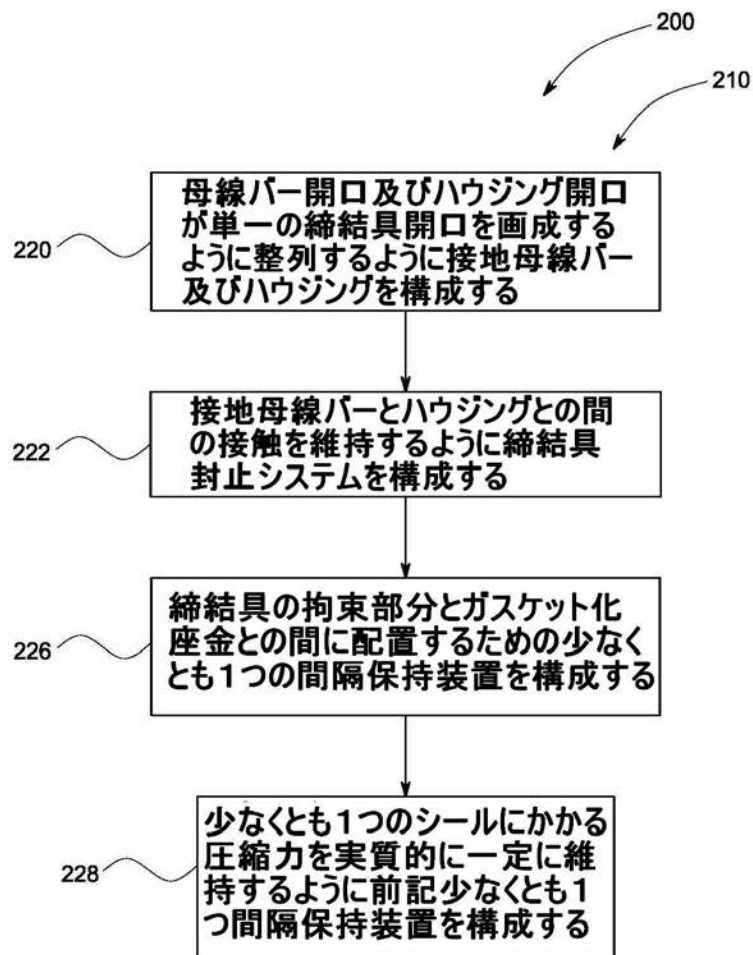 200
210
220
母線バー開口及びハウジング開口
が単一の締結具開口を画成する
ように整列するように接地母線バー
及びハウジングを構成する
222
接地母線バーとハウジングとの間
の接触を維持するように締結具
封止システムを構成する
226
締結具の拘束部分とガスケット化
座金との間に配置するための少なく
とも1つの間隔保持装置を構成する
228
少なくとも1つのシールにかかる
圧縮力を実質的に一定に維
持するように前記少なくとも1
つ間隔保持装置を構成する